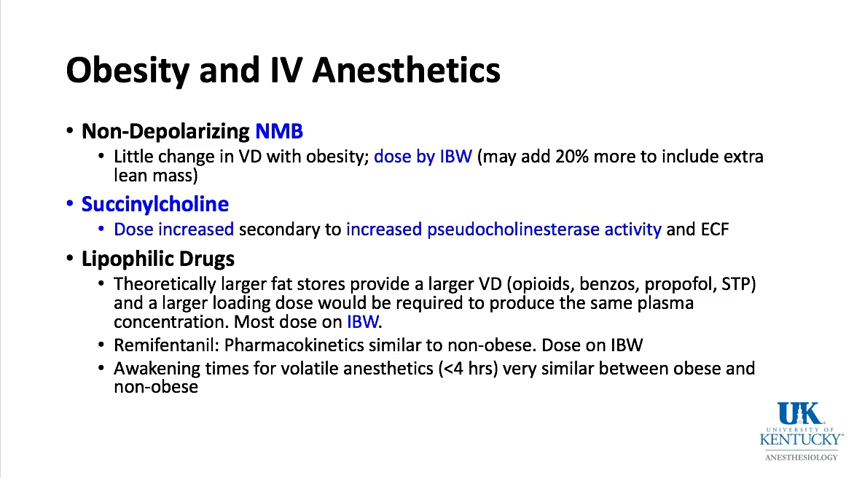 Obesity and IV Anesthetics
• Non-Depolarizing NMB
• Little change in VD with obesity; dose by IBW (may add 20% more to include extra
lean mass)
• Succinylcholine
• Dose increased secondary to increased pseudocholinesterase activity and ECF
• Lipophilic Drugs
• Theoretically larger fat stores provide a larger VD (opioids, benzos, propofol, STP)
and a larger loading dose would be required to produce the same plasma
concentration. Most dose on IBW.
• Remifentanil: Pharmacokinetics similar to non-obese. Dose on IBW
• Awakening times for volatile anesthetics (<4 hrs) very similar between obese and
non-obese
UK
UNIVERSITY OF
KENTUCKY
ANESTHESIOLOGY